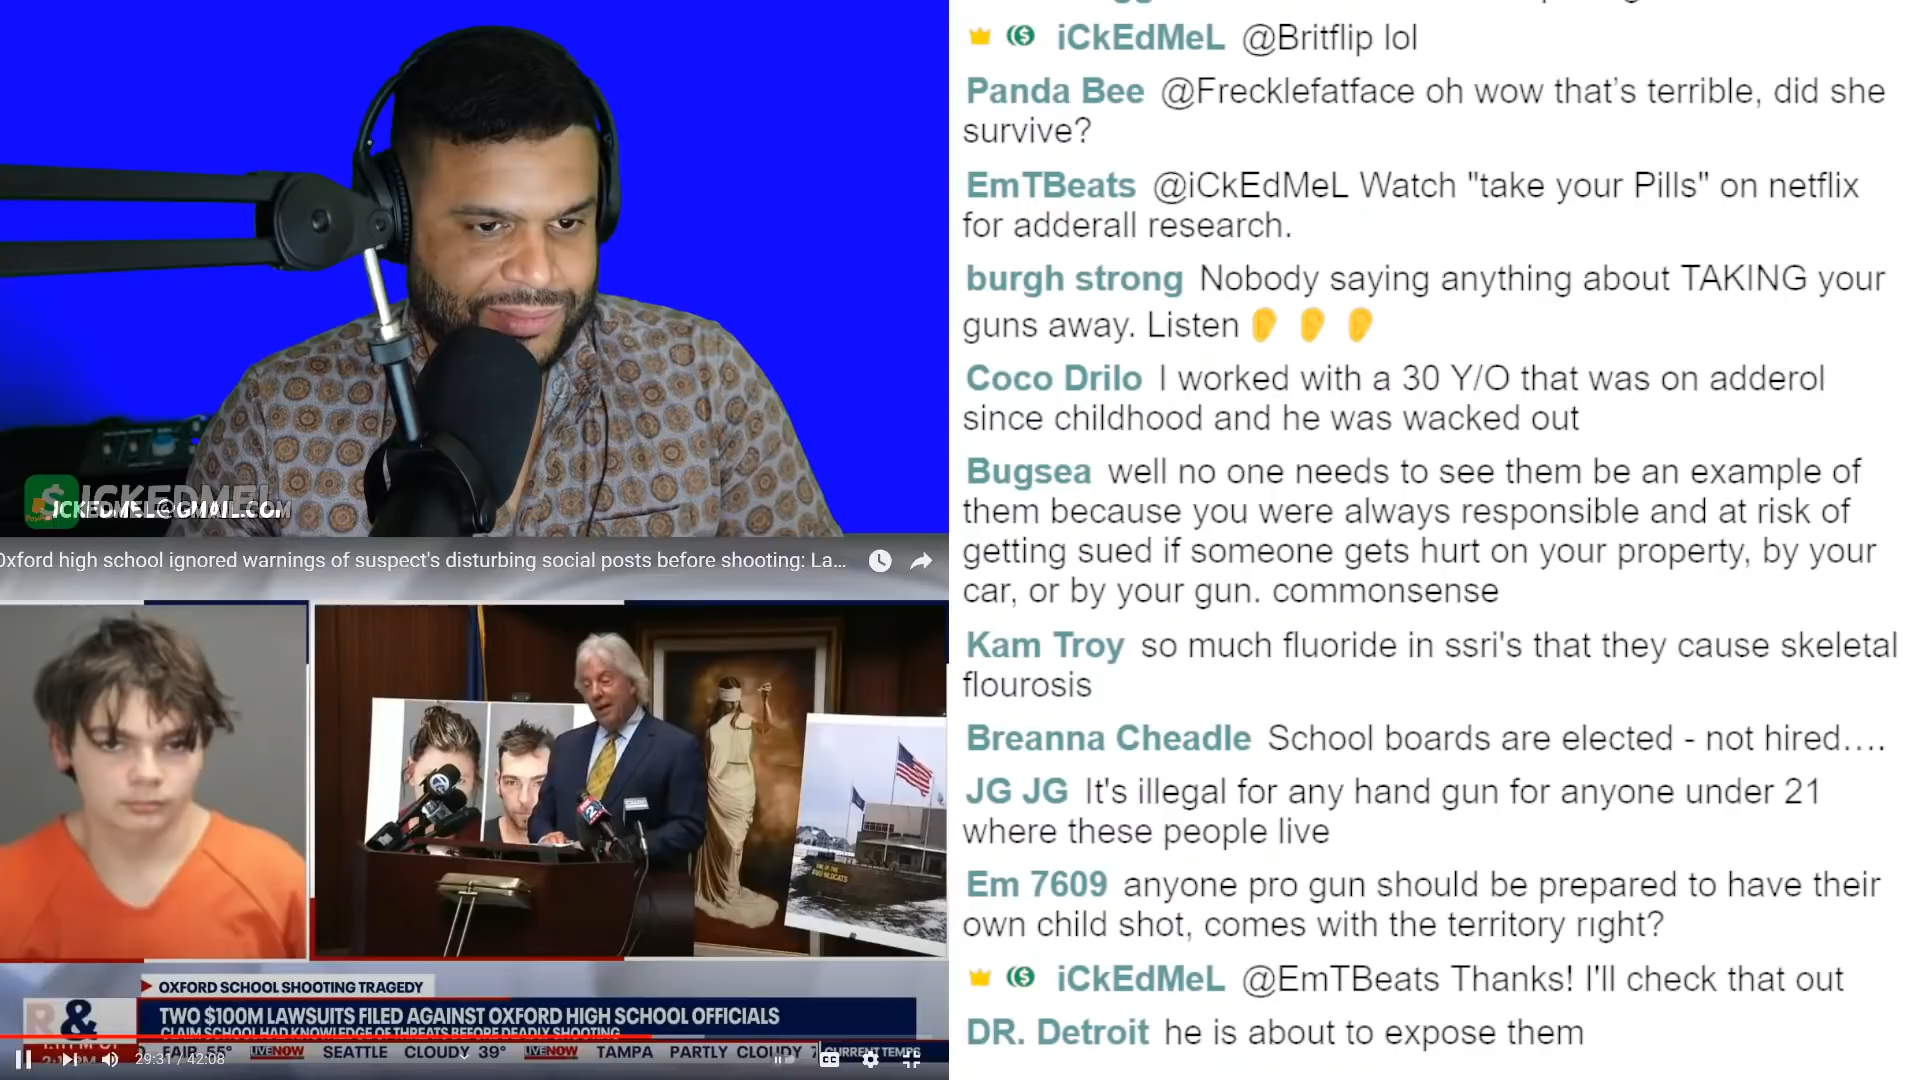 ICKEDMEL
ICKEDMEL@GMAIL.COM
Oxford high school ignored warnings of suspect's disturbing social posts before shooting: La...
OXFORD SCHOOL SHOOTING TRAGEDY
R&
TWO $100M LAWSUITS FILED AGAINST OXFORD HIGH SCHOOL OFFICIALS
CLAIM SCHOOL HAD KNOWLEDGE OF THREATS BEFORE DEADLY SHOOTING
FAIR 55° LIVENOW SEATTLE CLOUDY 39° LIVENOW TAMPA PARTLY CLOUDY 7 CURRENT TEMPS
29:31 / 42:08
CC
iCkEdMeL @Britflip lol
Panda Bee @Frecklefatface oh wow that’s terrible, did she
survive?
EmTBeats @iCkEdMeL Watch "take your Pills" on netflix
for adderall research.
burgh strong Nobody saying anything about TAKING your
guns away. Listen 👂 👂 👂
Coco Drilo I worked with a 30 Y/O that was on adderol
since childhood and he was wacked out
Bugsea well no one needs to see them be an example of
them because you were always responsible and at risk of
getting sued if someone gets hurt on your property, by your
car, or by your gun. commonsense
Kam Troy so much fluoride in ssri's that they cause skeletal
flourosis
Breanna Cheadle School boards are elected - not hired….
JG JG It's illegal for any hand gun for anyone under 21
where these people live
Em 7609 anyone pro gun should be prepared to have their
own child shot, comes with the territory right?
iCkEdMeL @EmTBeats Thanks! I'll check that out
DR. Detroit he is about to expose them